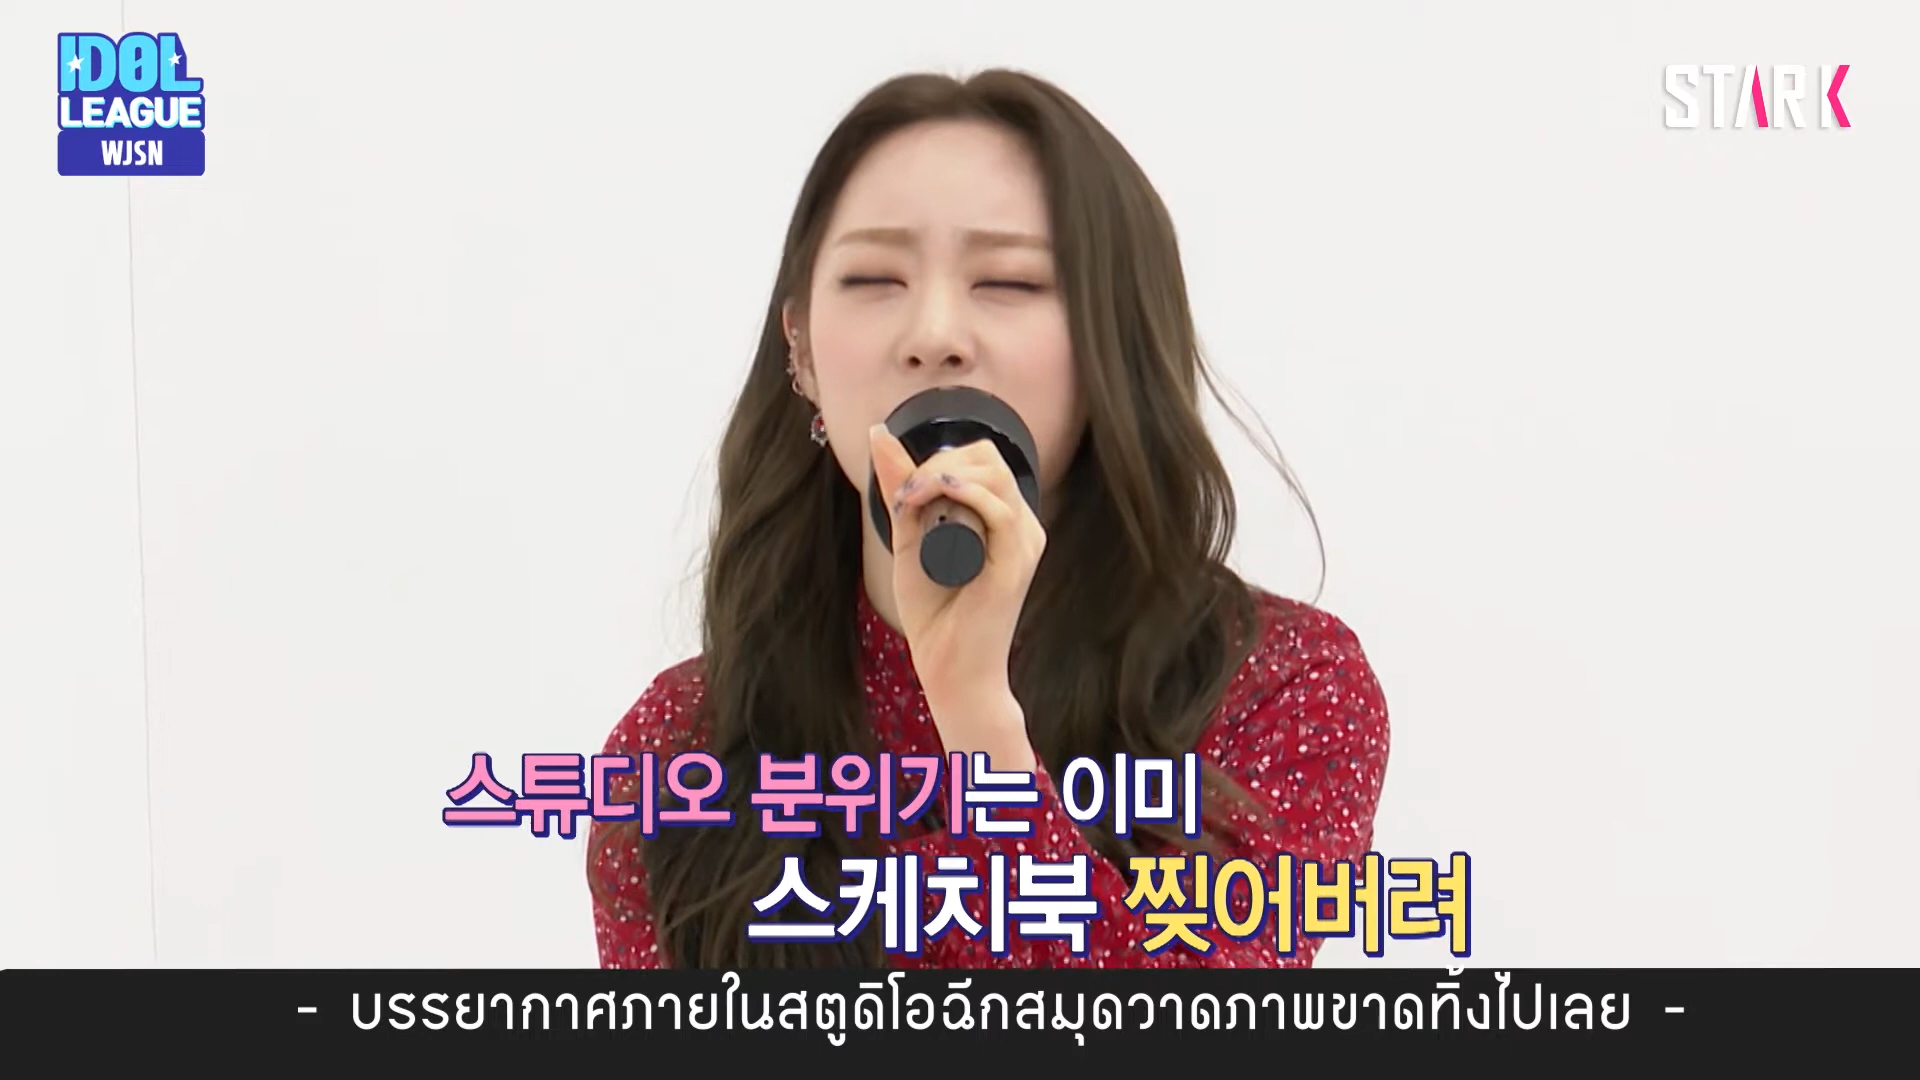 IDOL
LEAGUE
WJSN
STARK
스튜디오 분위기는 이미
스케치북 찢어버려
- บรรยากาศภายในสตูดิโอฉีกสมุดวาดภาพขาดทิ้งไปเลย -